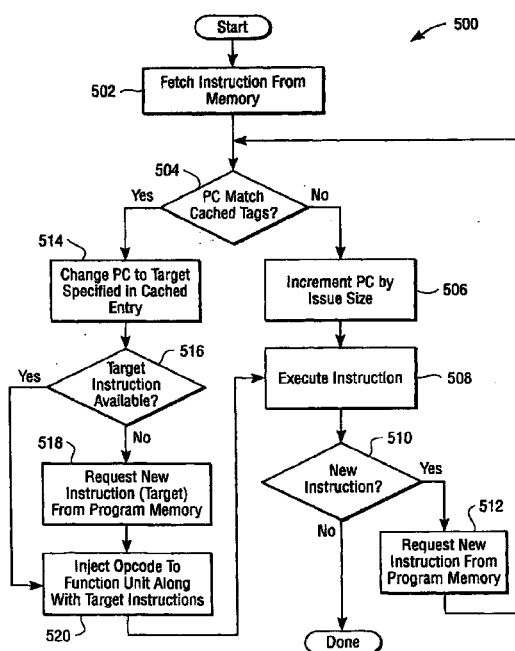 Start
500
502
Fetch Instruction From
Memory
504
Yes
PC Match
Cached Tags?
No
514
Change PC to Target
Specified in Cached
Entry
Increment PC by
Issue Size
506
516
Yes
Target
Instruction
Available?
No
Execute Instruction
508
518
Request New
Instruction (Target)
From Program Memory
510
New
Instruction?
Yes
No
512
Request New
Instruction From
Program Memory
Inject Opcode To
Function Unit Along
With Target Instructions
520
Done